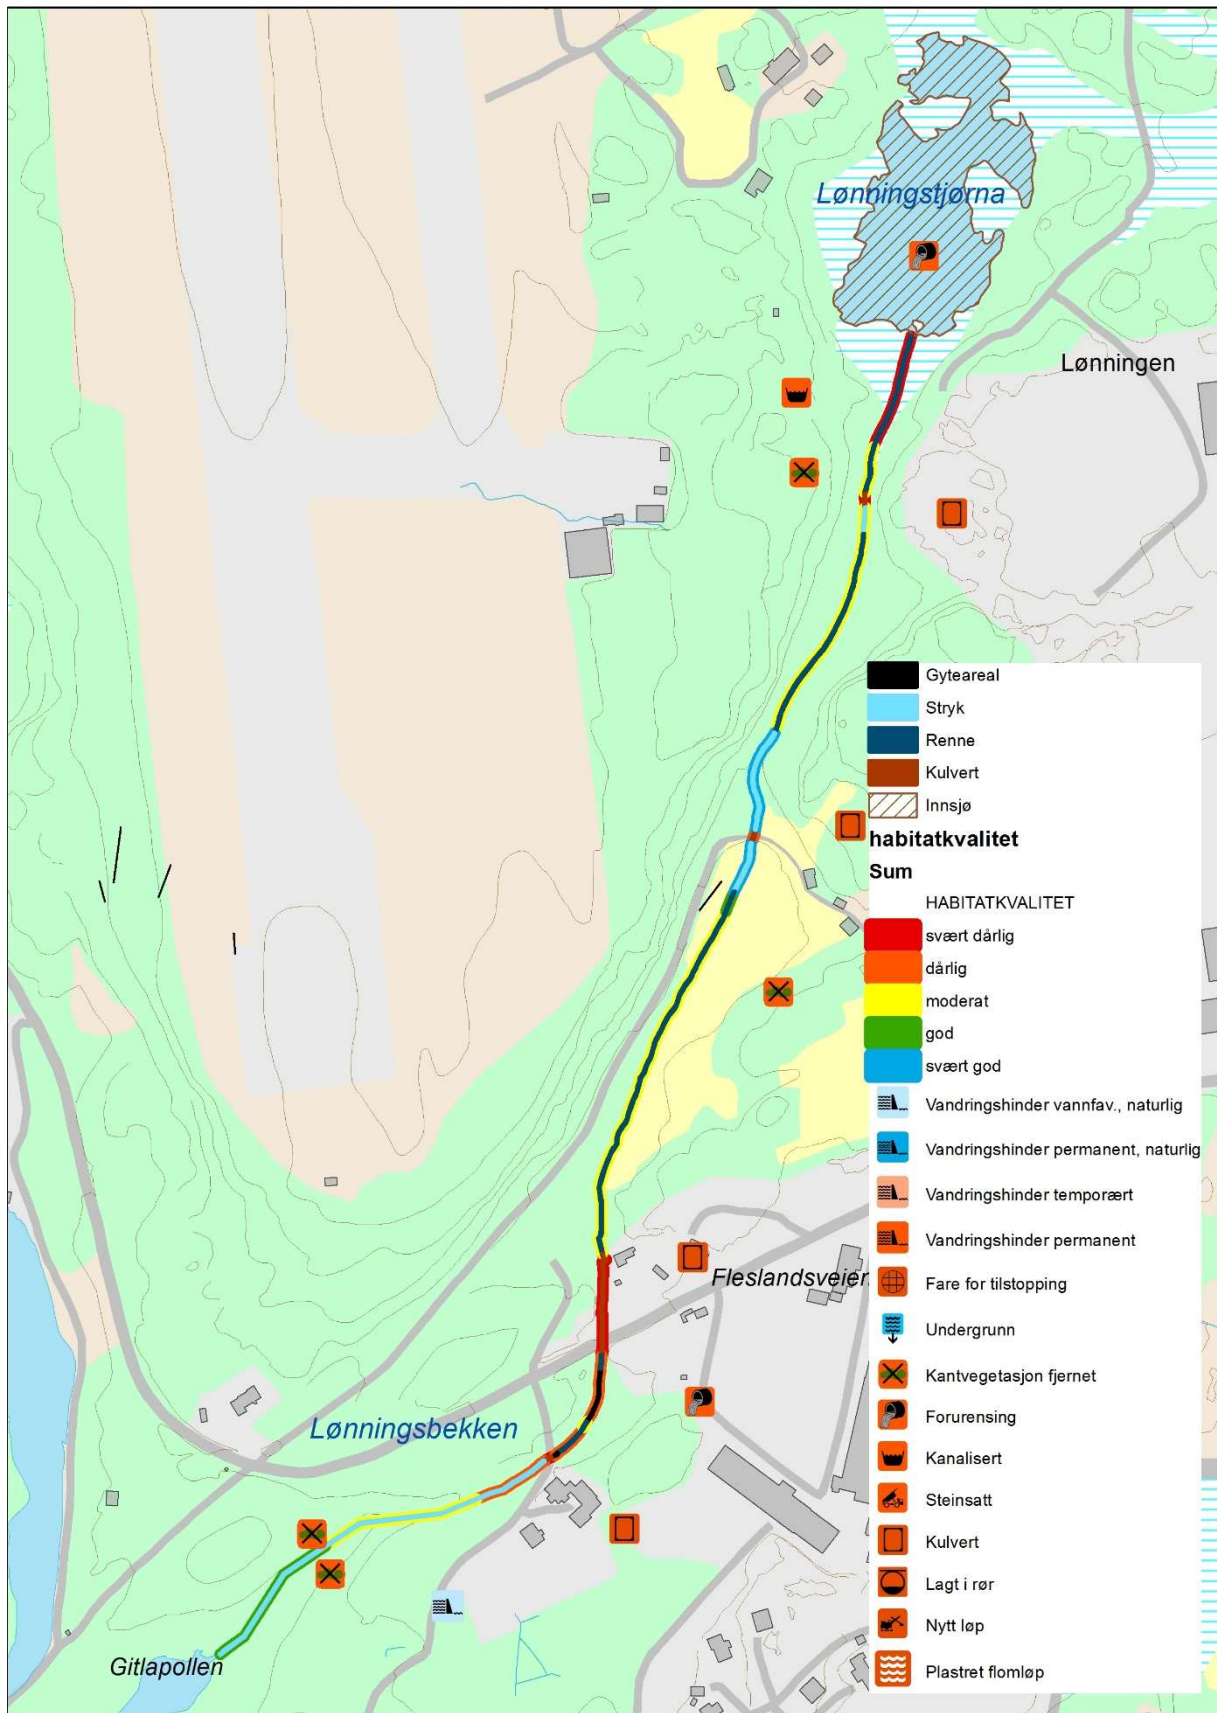 Lønningstjørna
Lønningen
Gyteareal
Stryk
Renne
Kulvert
Innsjø
habitatkvalitet
Sum
HABITATKVALITET
svært dårlig
dårlig
moderat
god
svært god
Vandringshinder vannfav., naturlig
Vandringshinder permanent, naturlig
Vandringshinder temporært
Vandringshinder permanent
Fare for tilstopping
Undergrunn
Kantvegetasjon fjernet
Forurensing
Kanalisert
Steinsatt
Kulvert
Lagt i rør
Nytt løp
Plastret flomløp
Fleslandsveien
Lønningsbekken
Gitlapollen